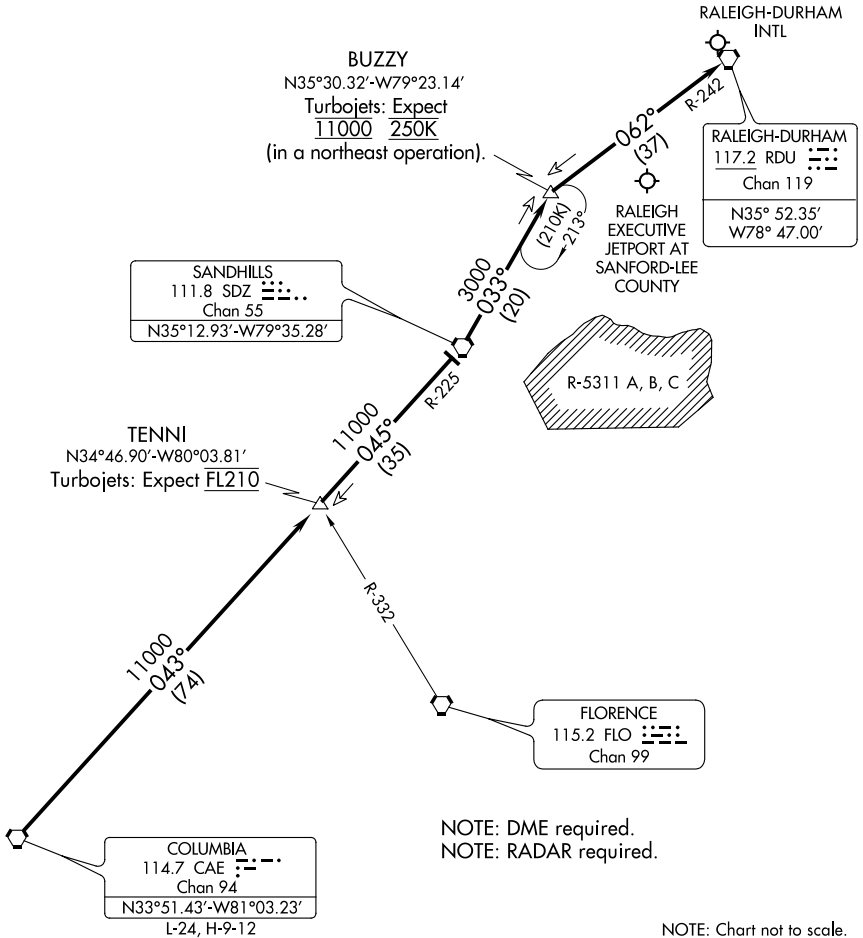 RALEIGH-DURHAM
INTL
BUZZY
N35°30.32'-W79°23.14'
Turbojets: Expect
11000 250K
(in a northeast operation).
R-242
062°
(37)
RALEIGH-DURHAM
117.2 RDU
Chan 119
N35° 52.35'
W78° 47.00'
RALEIGH
EXECUTIVE
JETPORT AT
SANFORD-LEE
COUNTY
(210K)
213°
3000
033°
(20)
SANDHILLS
111.8 SDZ
Chan 55
N35°12.93'-W79°35.28'
R-5311 A, B, C
R-225
11000
045°
(35)
TENNI
N34°46.90'-W80°03.81'
Turbojets: Expect FL210
R-332
11000
043°
(74)
FLORENCE
115.2 FLO
Chan 99
COLUMBIA
114.7 CAE
Chan 94
N33°51.43'-W81°03.23'
L-24, H-9-12
NOTE: DME required.
NOTE: RADAR required.
NOTE: Chart not to scale.